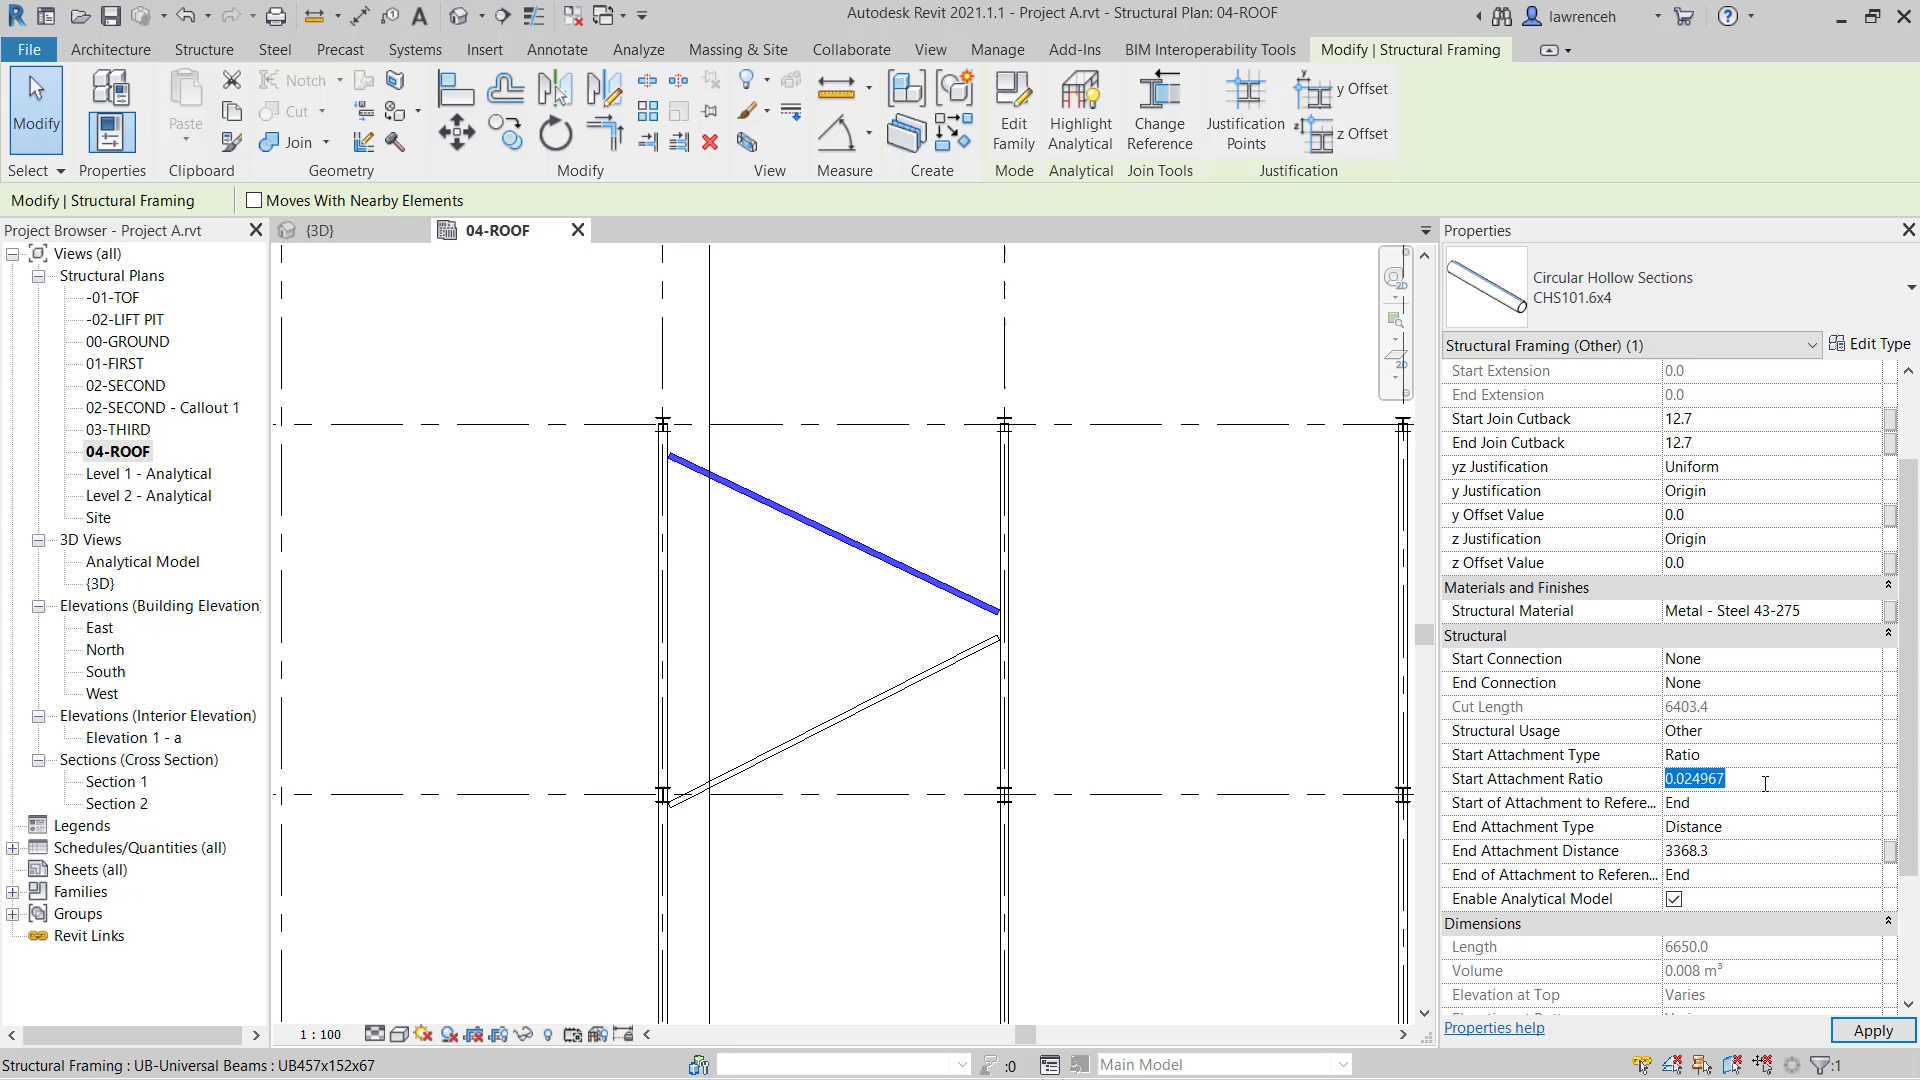 Autodesk Revit 2021.1.1 - Project A.rvt - Structural Plan: 04-ROOF
lawrenceh
File
Architecture
Structure
Steel
Precast
Systems
Insert
Annotate
Analyze
Massing & Site
Collaborate
View
Manage
Add-Ins
BIM Interoperability Tools
Modify | Structural Framing
Modify
Paste
Notch
Cut
Join
Edit Family
Highlight Analytical
Change Reference
Justification Points
y Offset
z Offset
Select
Properties
Clipboard
Geometry
Modify
View
Measure
Create
Mode
Analytical
Join Tools
Justification
Modify | Structural Framing
Moves With Nearby Elements
Project Browser - Project A.rvt
Views (all)
Structural Plans
-01-TOF
-02-LIFT PIT
00-GROUND
01-FIRST
02-SECOND
02-SECOND - Callout 1
03-THIRD
04-ROOF
Level 1 - Analytical
Level 2 - Analytical
Site
3D Views
Analytical Model
{3D}
Elevations (Building Elevation)
East
North
South
West
Elevations (Interior Elevation)
Elevation 1 - a
Sections (Cross Section)
Section 1
Section 2
Legends
Schedules/Quantities (all)
Sheets (all)
Families
Groups
Revit Links
{3D}
04-ROOF
2D
2D
1 : 100
Properties
Circular Hollow Sections
CHS101.6x4
Structural Framing (Other) (1)
Edit Type
Start Extension 0.0
End Extension 0.0
Start Join Cutback 12.7
End Join Cutback 12.7
yz Justification Uniform
y Justification Origin
y Offset Value 0.0
z Justification Origin
z Offset Value 0.0
Materials and Finishes
Structural Material Metal - Steel 43-275
Structural
Start Connection None
End Connection None
Cut Length 6403.4
Structural Usage Other
Start Attachment Type Ratio
Start Attachment Ratio 0.024967
Start of Attachment to Refere... End
End Attachment Type Distance
End Attachment Distance 3368.3
End of Attachment to Referen... End
Enable Analytical Model
Dimensions
Length 6650.0
Volume 0.008 m³
Elevation at Top Varies
Properties help
Apply
Structural Framing : UB-Universal Beams : UB457x152x67
:0
Main Model
:1